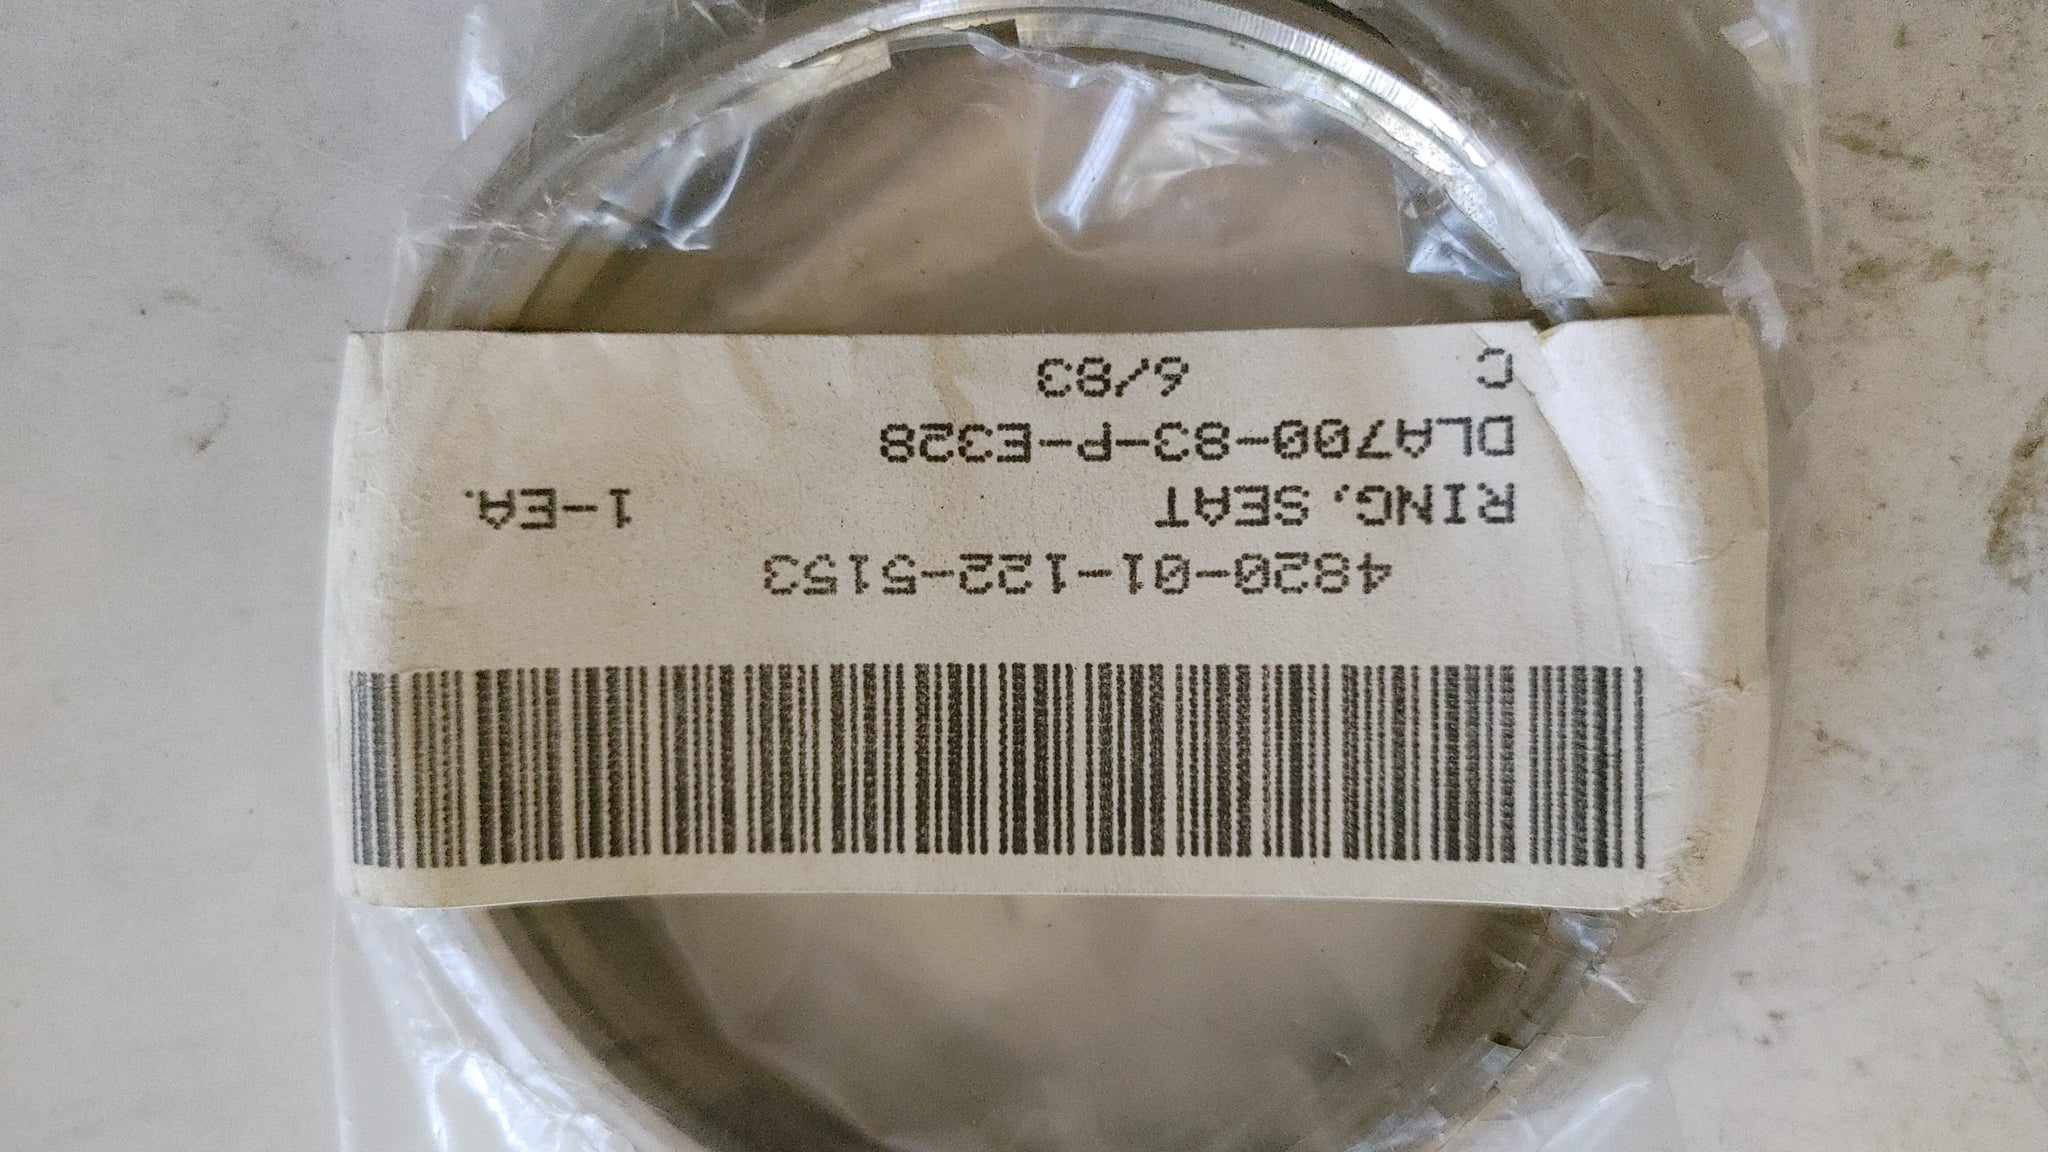 4820-01-122-5153
RING, SEAT 1-EA.
DLA700-83-P-E328
C 6/83